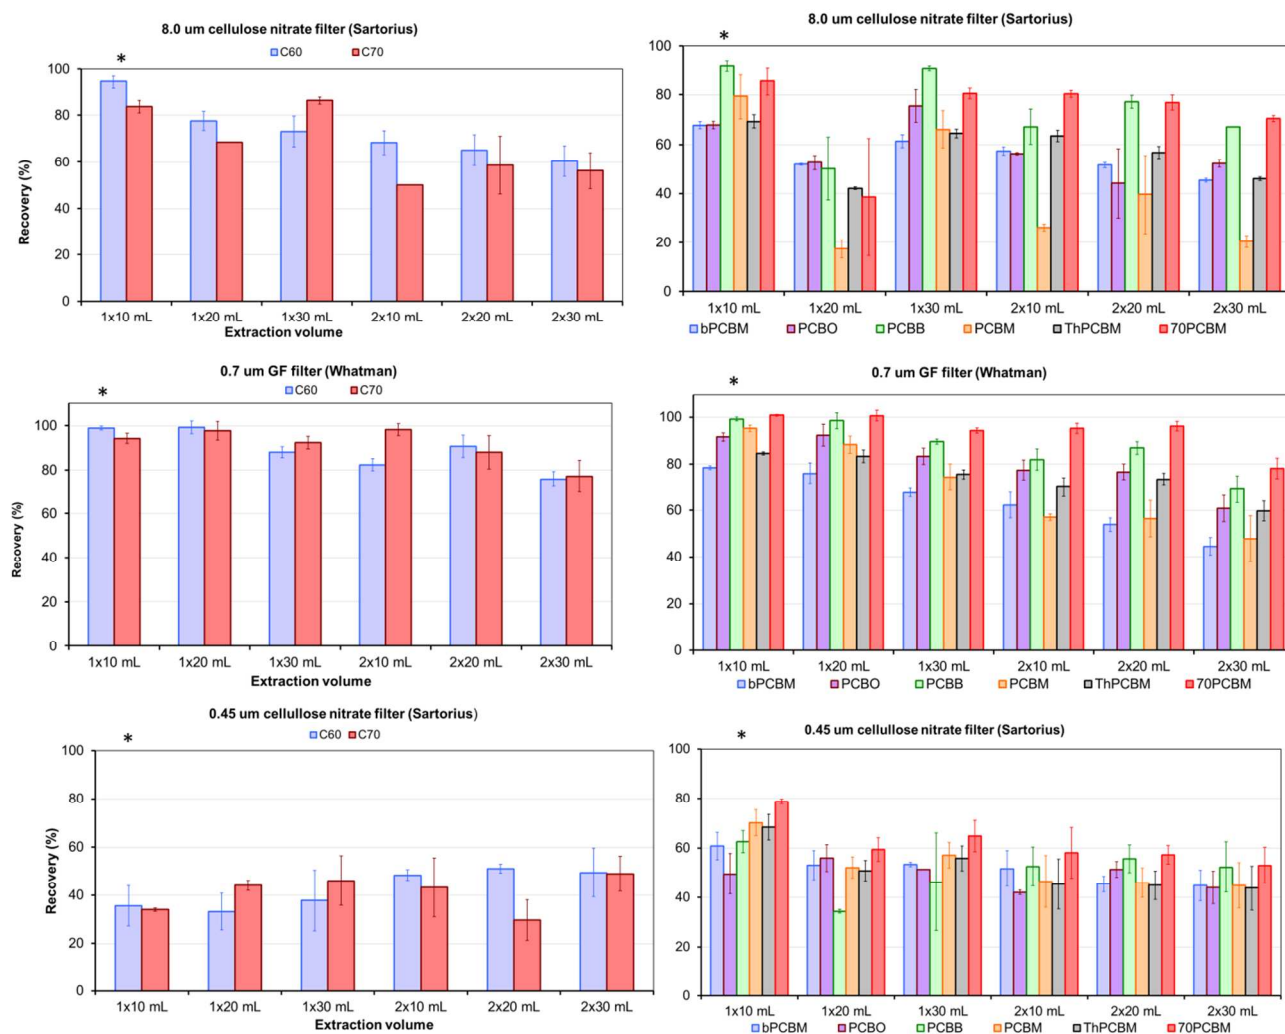 8.0 um cellulose nitrate filter (Sartorius)
C60 C70
*
Recovery (%)
100
80
60
40
20
0
1x10 mL 1x20 mL 1x30 mL 2x10 mL 2x20 mL 2x30 mL
Extraction volume
8.0 um cellulose nitrate filter (Sartorius)
*
100
80
60
40
20
0
1x10 mL 1x20 mL 1x30 mL 2x10 mL 2x20 mL 2x30 mL
bPCBM PCBO PCBB PCBM ThPCBM 70PCBM
0.7 um GF filter (Whatman)
C60 C70
*
Recovery (%)
100
80
60
40
20
0
1x10 mL 1x20 mL 1x30 mL 2x10 mL 2x20 mL 2x30 mL
Extraction volume
0.7 um GF filter (Whatman)
*
100
80
60
40
20
0
1x10 mL 1x20 mL 1x30 mL 2x10 mL 2x20 mL 2x30 mL
bPCBM PCBO PCBB PCBM ThPCBM 70PCBM
0.45 um cellullose nitrate filter (Sartorius)
C60 C70
*
Recovery (%)
100
80
60
40
20
0
1x10 mL 1x20 mL 1x30 mL 2x10 mL 2x20 mL 2x30 mL
Extraction volume
0.45 um cellullose nitrate filter (Sartorius)
*
100
80
60
40
20
0
1x10 mL 1x20 mL 1x30 mL 2x10 mL 2x20 mL 2x30 mL
bPCBM PCBO PCBB PCBM ThPCBM 70PCBM